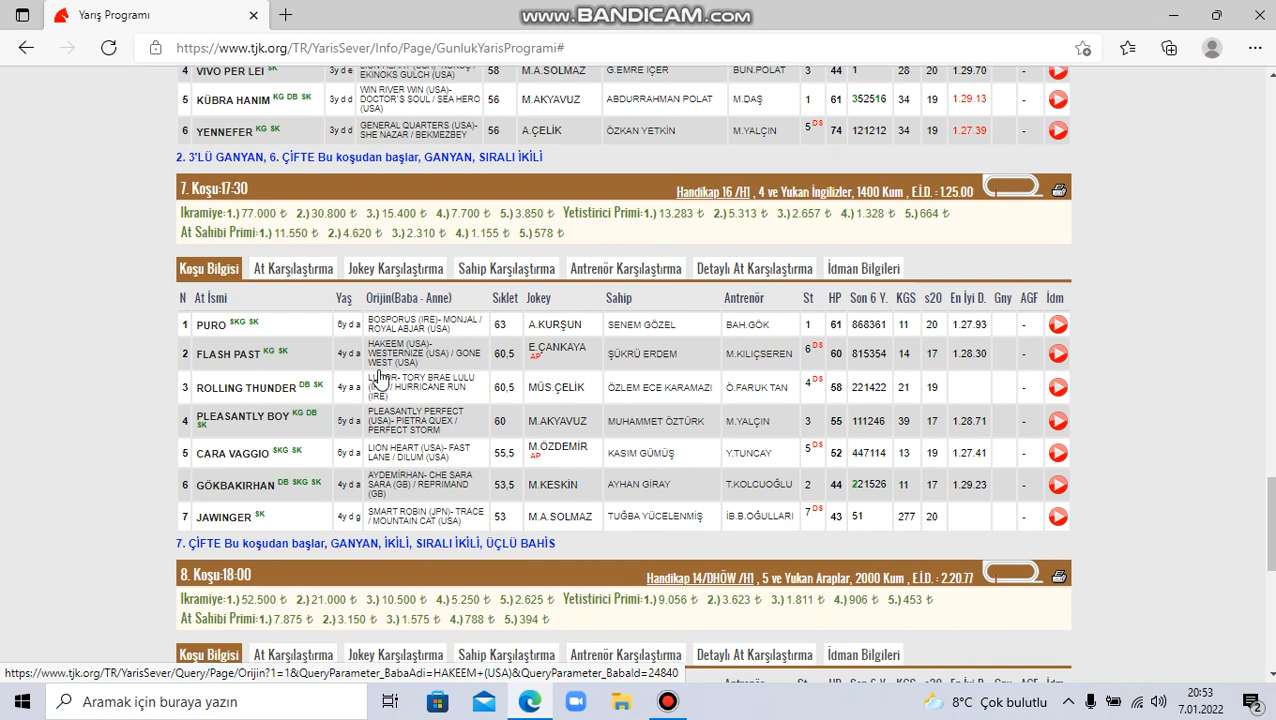 www.BANDICAM.com
Yarış Programı
https://www.tjk.org/TR/YarisSever/Info/Page/GunlukYarisProgrami#
4 VIVO PER LEI SK 3y d e EKINOKS GULCH (USA) 58 M.A.SOLMAZ G.EMRE İÇER BÜN.POLAT 3 44 1 28 20 1.29.70
5 KÜBRA HANIM KG DB SK 3y d d WIN RIVER WIN (USA)- DOCTOR`S SOUL / SEA HERO (USA) 56 M.AKYAVUZ ABDURRAHMAN POLAT M.DAŞ 1 61 352516 34 19 1.29.13
6 YENNEFER KG SK 3y d d GENERAL QUARTERS (USA)- SHE NAZAR / BEKMEZBEY 56 A.ÇELİK ÖZKAN YETKİN M.YALÇIN 5 DS 74 121212 34 19 1.27.39
2. 3'LÜ GANYAN, 6. ÇİFTE Bu koşudan başlar, GANYAN, SIRALI İKİLİ
7. Koşu:17:30 Handikap 16 /H1 , 4 ve Yukarı İngilizler, 1400 Kum , E.İ.D. : 1.25.00
İkramiye:1.) 77.000 ₺ 2.) 30.800 ₺ 3.) 15.400 ₺ 4.) 7.700 ₺ 5.) 3.850 ₺ Yetistirici Primi:1.) 13.283 ₺ 2.) 5.313 ₺ 3.) 2.657 ₺ 4.) 1.328 ₺ 5.) 664 ₺
At Sahibi Primi:1.) 11.550 ₺ 2.) 4.620 ₺ 3.) 2.310 ₺ 4.) 1.155 ₺ 5.) 578 ₺
Koşu Bilgisi At Karşılaştırma Jokey Karşılaştırma Sahip Karşılaştırma Antrenör Karşılaştırma Detaylı At Karşılaştırma İdman Bilgileri
N At İsmi Yaş Orijin(Baba - Anne) Sıklet Jokey Sahip Antrenör St HP Son 6 Y. KGS s20 En İyi D. Gny AGF İdm
1 PURO SKG SK 6y d a BOSPORUS (IRE)- MONJAL / ROYAL ABJAR (USA) 63 A.KURŞUN SENEM GÖZEL BAH.GÖK 1 61 868361 11 20 1.27.93 -
2 FLASH PAST KG SK 4y d a HAKEEM (USA)- WESTERNIZE (USA) / GONE WEST (USA) 60,5 E.ÇANKAYA AP ŞÜKRÜ ERDEM M.KILIÇSEREN 6 DS 60 815354 14 17 1.28.30 -
3 ROLLING THUNDER DB SK 4y a a TORY BRAE LULU / HURRICANE RUN (IRE) 60,5 MÜS.ÇELİK ÖZLEM ECE KARAMAZI Ö.FARUK TAN 4 DS 58 221422 21 19 -
4 PLEASANTLY BOY KG DB SK 5y d a PLEASANTLY PERFECT (USA)- PIETRA QUEX / PERFECT STORM 60 M.AKYAVUZ MUHAMMET ÖZTÜRK M.YALÇIN 3 55 111246 39 17 1.28.71 -
5 CARA VAGGIO SKG SK 6y d a LION HEART (USA)- FAST LANE / DILUM (USA) 55,5 M.ÖZDEMİR AP KASIM GÜMÜŞ Y.TUNCAY 5 DS 52 447114 13 19 1.27.41 -
6 GÖKBAKIRHAN DB SKG SK 4y d a AYDEMİRHAN- CHE SARA SARA (GB) / REPRIMAND (GB) 53,5 M.KESKİN AYHAN GİRAY T.KOLCUOĞLU 2 44 221526 11 17 1.29.23 -
7 JAWINGER SK 4y d g SMART ROBIN (JPN)- TRACE / MOUNTAIN CAT (USA) 53 M.A.SOLMAZ TUĞBA YÜCELENMİŞ İB.B.OĞULLARI 7 DS 43 51 277 20 -
7. ÇİFTE Bu koşudan başlar, GANYAN, İKİLİ, SIRALI İKİLİ, ÜÇLÜ BAHİS
8. Koşu:18:00 Handikap 14/DHÖW /H1 , 5 ve Yukarı Araplar, 2000 Kum , E.İ.D. : 2.20.77
İkramiye:1.) 52.500 ₺ 2.) 21.000 ₺ 3.) 10.500 ₺ 4.) 5.250 ₺ 5.) 2.625 ₺ Yetistirici Primi:1.) 9.056 ₺ 2.) 3.623 ₺ 3.) 1.811 ₺ 4.) 906 ₺ 5.) 453 ₺
At Sahibi Primi:1.) 7.875 ₺ 2.) 3.150 ₺ 3.) 1.575 ₺ 4.) 788 ₺ 5.) 394 ₺
Koşu Bilgisi At Karşılaştırma Jokey Karşılaştırma Sahip Karşılaştırma Antrenör Karşılaştırma Detaylı At Karşılaştırma İdman Bilgileri
https://www.tjk.org/TR/YarisSever/Query/Page/Orijin?1=1&QueryParameter_BabaAdi=HAKEEM+(USA)&QueryParameter_BabaId=24840
Aramak için buraya yazın
8°C Çok bulutlu
20:53
7.01.2022
2